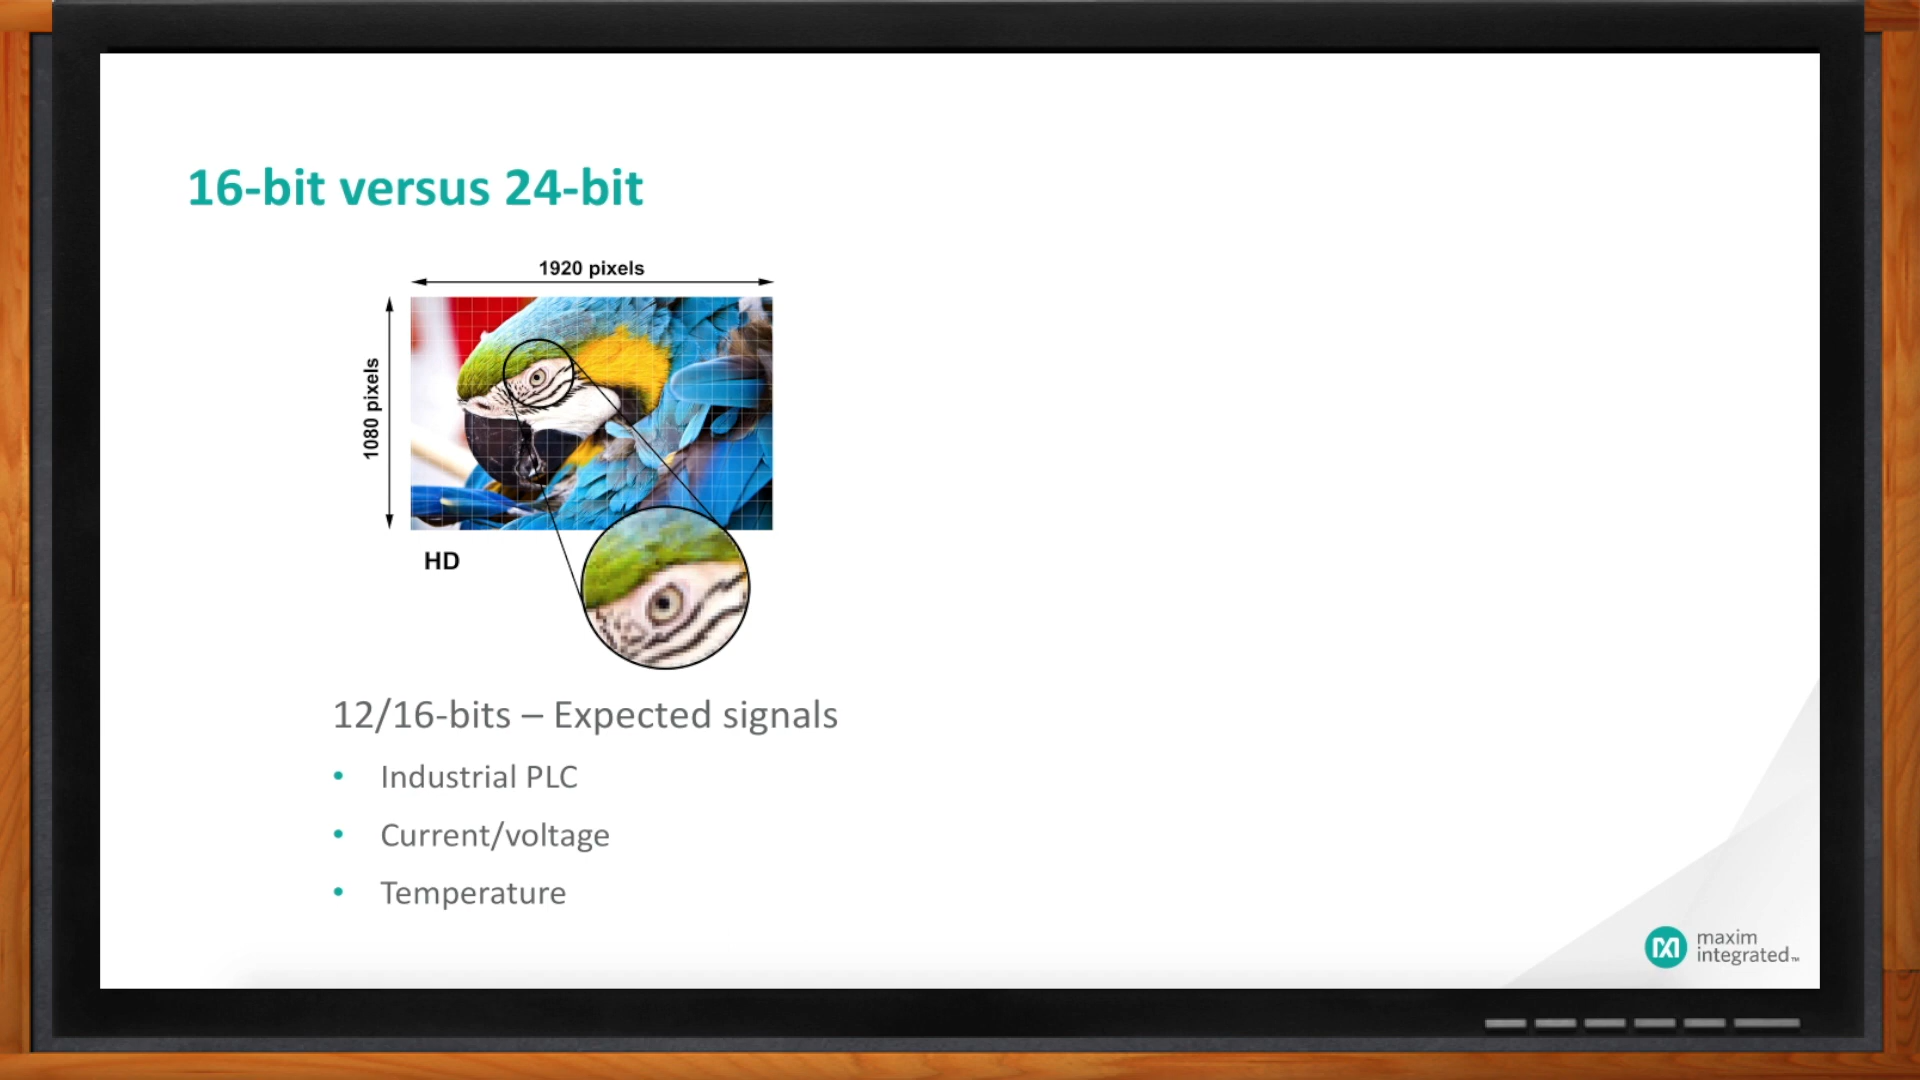 16-bit versus 24-bit
1920 pixels
1080 pixels
HD
12/16-bits – Expected signals
• Industrial PLC
• Current/voltage
• Temperature
maxim
integrated™